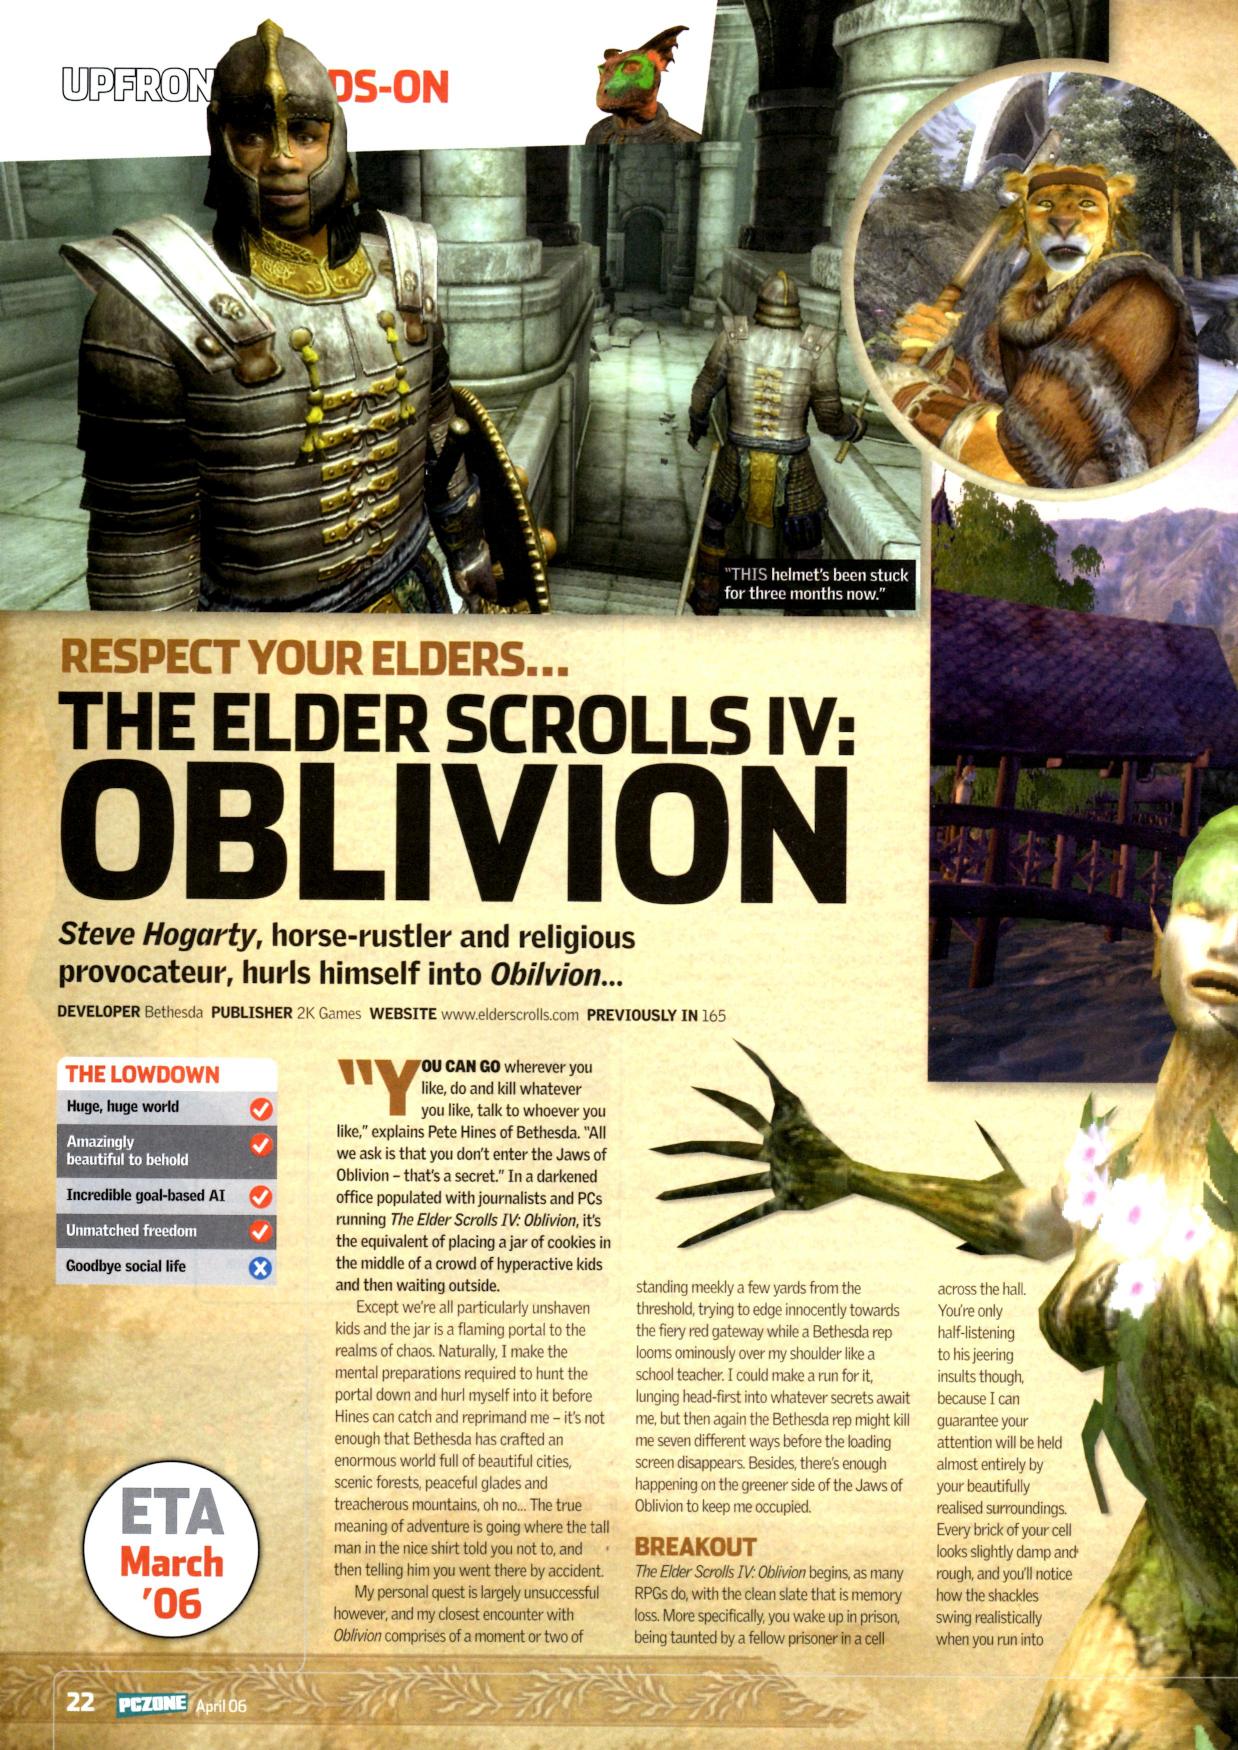 UPFRON
DS-ON
"THIS helmet's been stuck
for three months now."
RESPECT YOUR ELDERS...
THE ELDER SCROLLS IV:
OBLIVION
Steve Hogarty, horse-rustler and religious
provocateur, hurls himself into Obilvion...
DEVELOPER Bethesda PUBLISHER 2K Games WEBSITE www.elderscrolls.com PREVIOUSLY IN 165
THE LOWDOWN
Huge, huge world
Amazingly
beautiful to behold
Incredible goal-based AI
Unmatched freedom
Goodbye social life
ETA
March
'06
"YOU CAN GO wherever you
like, do and kill whatever
you like, talk to whoever you
like," explains Pete Hines of Bethesda. "All
we ask is that you don't enter the Jaws of
Oblivion – that's a secret." In a darkened
office populated with journalists and PCs
running The Elder Scrolls IV: Oblivion, it's
the equivalent of placing a jar of cookies in
the middle of a crowd of hyperactive kids
and then waiting outside.
Except we're all particularly unshaven
kids and the jar is a flaming portal to the
realms of chaos. Naturally, I make the
mental preparations required to hunt the
portal down and hurl myself into it before
Hines can catch and reprimand me – it's not
enough that Bethesda has crafted an
enormous world full of beautiful cities,
scenic forests, peaceful glades and
treacherous mountains, oh no... The true
meaning of adventure is going where the tall
man in the nice shirt told you not to, and
then telling him you went there by accident.
My personal quest is largely unsuccessful
however, and my closest encounter with
Oblivion comprises of a moment or two of
standing meekly a few yards from the
threshold, trying to edge innocently towards
the fiery red gateway while a Bethesda rep
looms ominously over my shoulder like a
school teacher. I could make a run for it,
lunging head-first into whatever secrets await
me, but then again the Bethesda rep might kill
me seven different ways before the loading
screen disappears. Besides, there's enough
happening on the greener side of the Jaws of
Oblivion to keep me occupied.
BREAKOUT
The Elder Scrolls IV: Oblivion begins, as many
RPGs do, with the clean slate that is memory
loss. More specifically, you wake up in prison,
being taunted by a fellow prisoner in a cell
across the hall.
You're only
half-listening
to his jeering
insults though,
because I can
guarantee your
attention will be held
almost entirely by
your beautifully
realised surroundings.
Every brick of your cell
looks slightly damp and
rough, and you'll notice
how the shackles
swing realistically
when you run into
22 PCZONE April 06